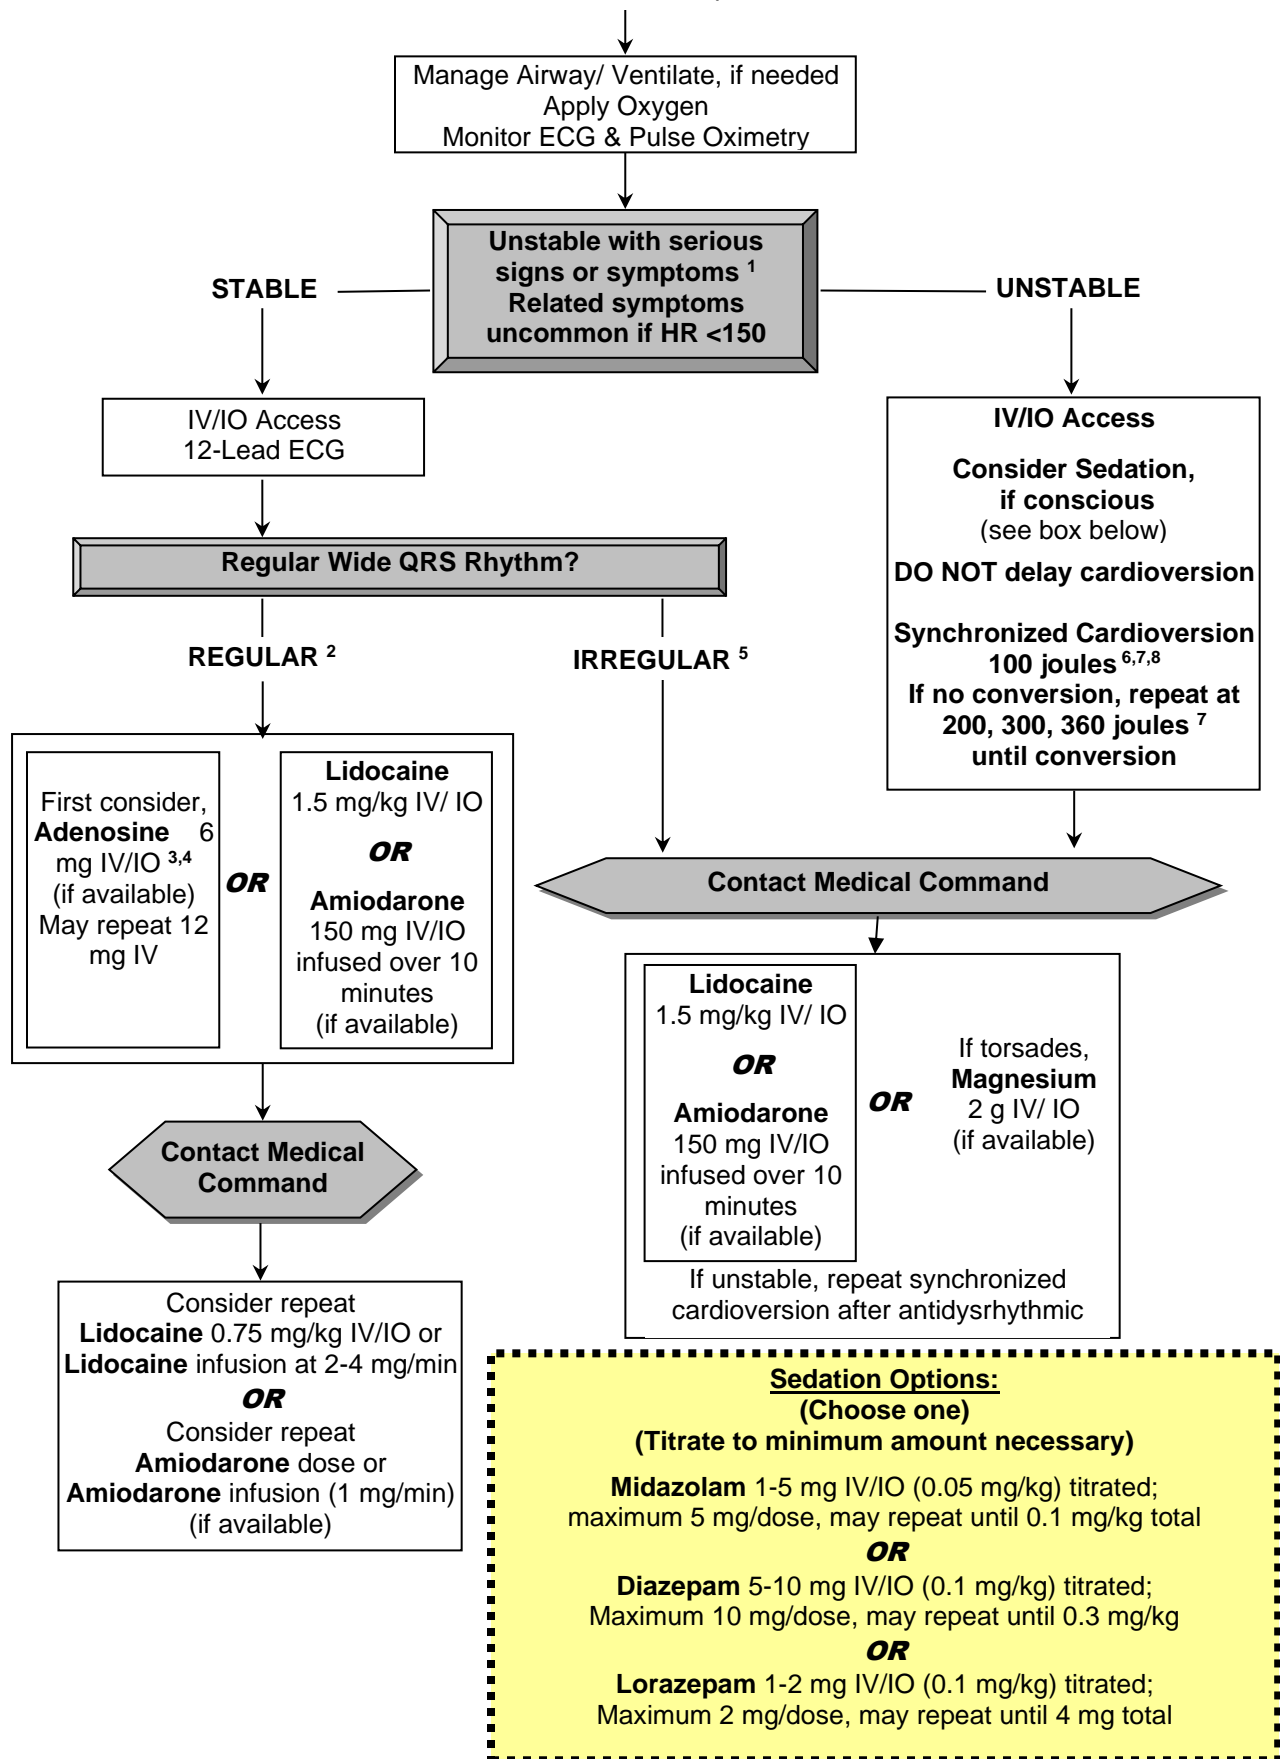 Manage Airway/ Ventilate, if needed
Apply Oxygen
Monitor ECG & Pulse Oximetry
Unstable with serious
signs or symptoms 1
Related symptoms
uncommon if HR <150
STABLE
UNSTABLE
IV/IO Access
12-Lead ECG
Regular Wide QRS Rhythm?
REGULAR 2
IRREGULAR 5
IV/IO Access
Consider Sedation,
if conscious
(see box below)
DO NOT delay cardioversion
Synchronized Cardioversion
100 joules 6,7,8
If no conversion, repeat at
200, 300, 360 joules 7
until conversion
First consider,
Adenosine 6
mg IV/IO 3,4
(if available)
May repeat 12
mg IV
OR
Lidocaine
1.5 mg/kg IV/ IO
OR
Amiodarone
150 mg IV/IO
infused over 10
minutes
(if available)
Contact Medical Command
Lidocaine
1.5 mg/kg IV/ IO
OR
Amiodarone
150 mg IV/IO
infused over 10
minutes
(if available)
OR
If torsades,
Magnesium
2 g IV/ IO
(if available)
If unstable, repeat synchronized
cardioversion after antidysrhythmic
Contact Medical
Command
Consider repeat
Lidocaine 0.75 mg/kg IV/IO or
Lidocaine infusion at 2-4 mg/min
OR
Consider repeat
Amiodarone dose or
Amiodarone infusion (1 mg/min)
(if available)
Sedation Options:
(Choose one)
(Titrate to minimum amount necessary)
Midazolam 1-5 mg IV/IO (0.05 mg/kg) titrated;
maximum 5 mg/dose, may repeat until 0.1 mg/kg total
OR
Diazepam 5-10 mg IV/IO (0.1 mg/kg) titrated;
Maximum 10 mg/dose, may repeat until 0.3 mg/kg
OR
Lorazepam 1-2 mg IV/IO (0.1 mg/kg) titrated;
Maximum 2 mg/dose, may repeat until 4 mg total